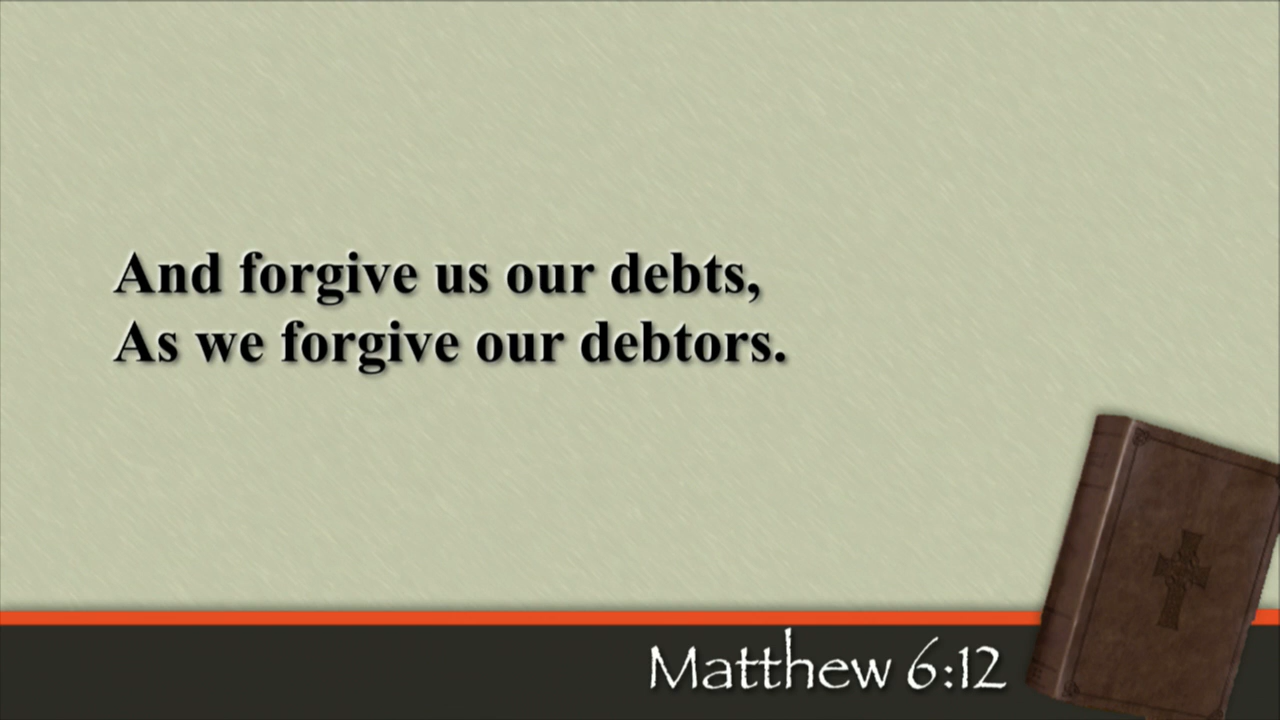 And forgive us our debts,
As we forgive our debtors.
Matthew 6:12